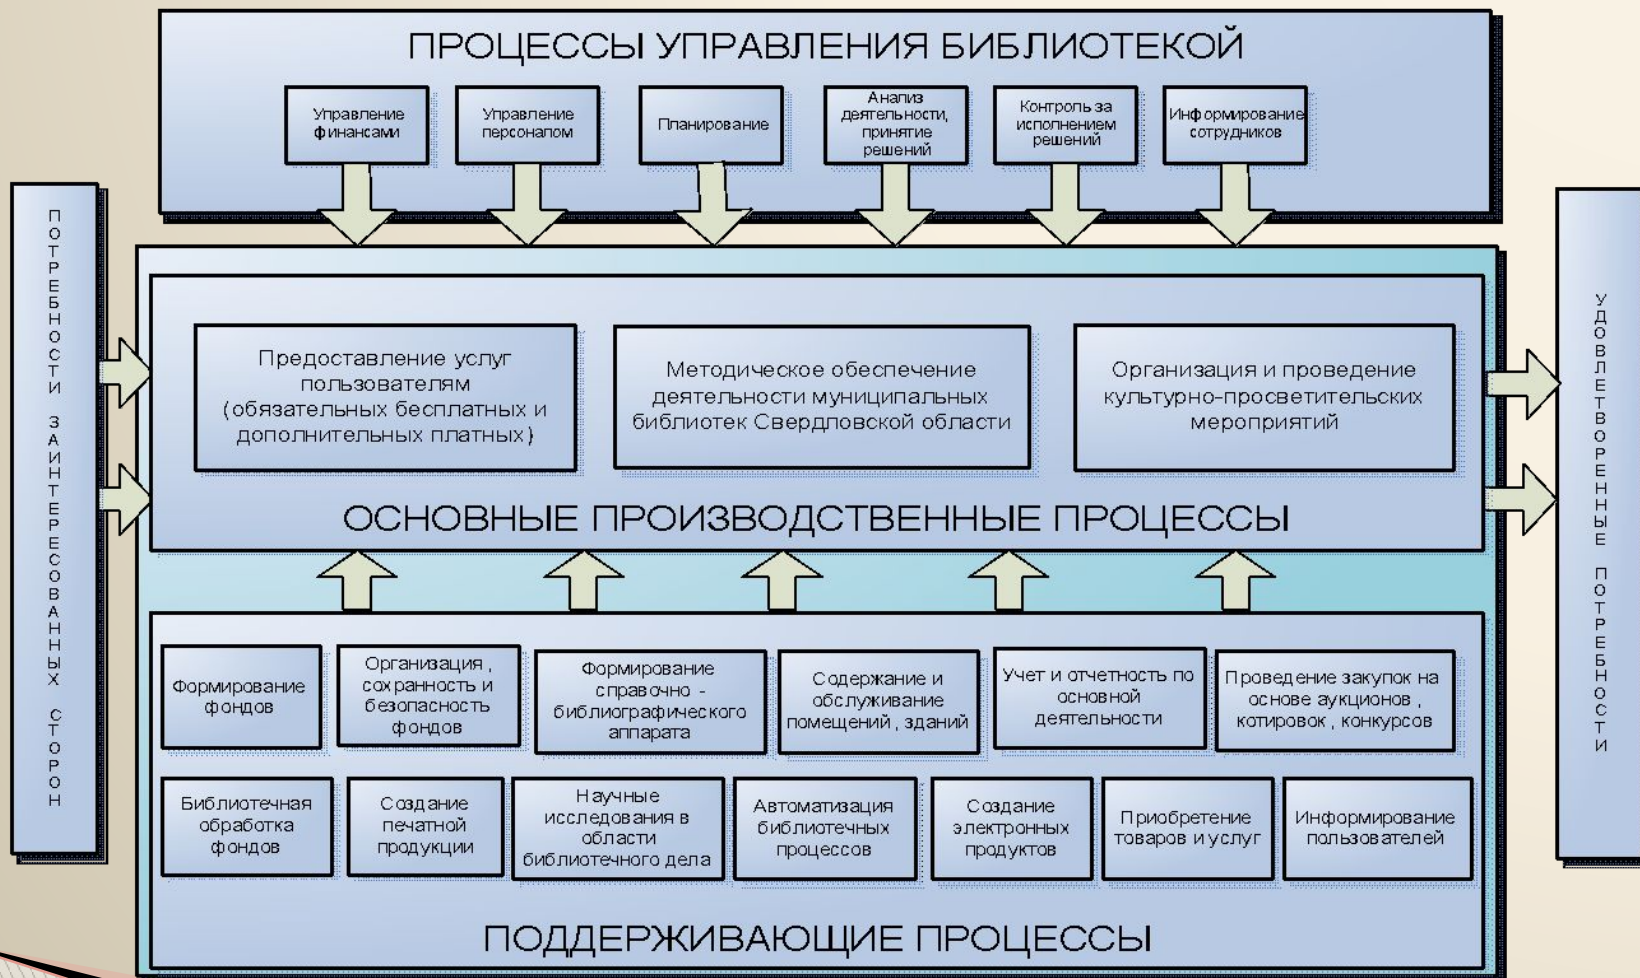 ПРОЦЕССЫ УПРАВЛЕНИЯ БИБЛИОТЕКОЙ
Управление
финансами
Управление
персоналом
Планирование
Анализ
деятельности,
принятие
решений
Контроль за
исполнением
решений
Информирование
сотрудников
ПОТРЕБНОСТИ ЗАИНТЕРЕСОВАННЫХ СТОРОН
Предоставление услуг
пользователям
(обязательных бесплатных и
дополнительных платных)
Методическое обеспечение
деятельности муниципальных
библиотек Свердловской области
Организация и проведение
культурно-просветительских
мероприятий
ОСНОВНЫЕ ПРОИЗВОДСТВЕННЫЕ ПРОЦЕССЫ
УДОВЛЕТВОРЕННЫЕ ПОТРЕБНОСТИ
Формирование
фондов
Организация ,
сохранность и
безопасность
фондов
Формирование
справочно -
библиографического
аппарата
Содержание и
обслуживание
помещений , зданий
Учет и отчетность по
основной
деятельности
Проведение закупок на
основе аукционов ,
котировок , конкурсов
Библиотечная
обработка
фондов
Создание
печатной
продукции
Научные
исследования в
области
библиотечного дела
Автоматизация
библиотечных
процессов
Создание
электронных
продуктов
Приобретение
товаров и услуг
Информирование
пользователей
ПОДДЕРЖИВАЮЩИЕ ПРОЦЕССЫ